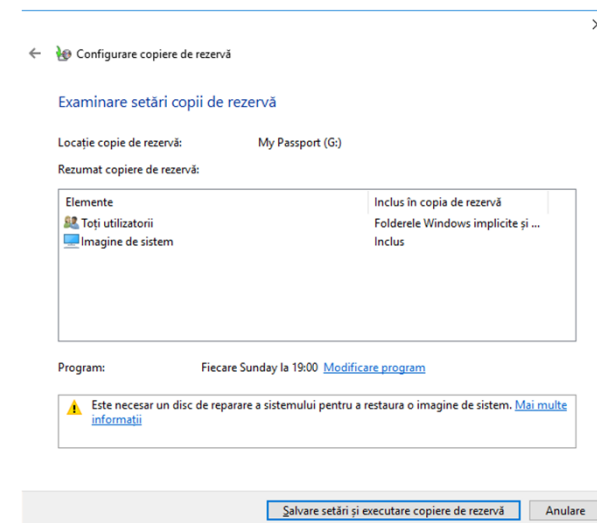 Configurare copiere de rezervă
Examinare setări copii de rezervă
Locație copie de rezervă: My Passport (G:)
Rezumat copiere de rezervă:
Elemente Inclus în copia de rezervă
Toți utilizatorii Folderele Windows implicite și ...
Imagine de sistem Inclus
Program: Fiecare Sunday la 19:00 Modificare program
Este necesar un disc de reparare a sistemului pentru a restaura o imagine de sistem. Mai multe
informații
Salvare setări și executare copiere de rezervă Anulare